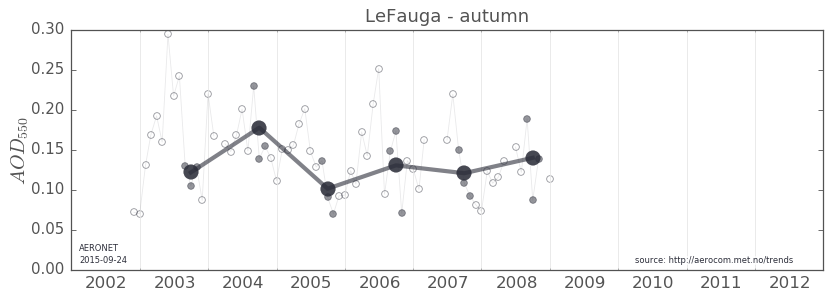 LeFauga - autumn
0.30
0.25
0.20
0.15
0.10
0.05
0.00
AOD550
AERONET
2015-09-24
source: http://aerocom.met.no/trends
2002 2003 2004 2005 2006 2007 2008 2009 2010 2011 2012